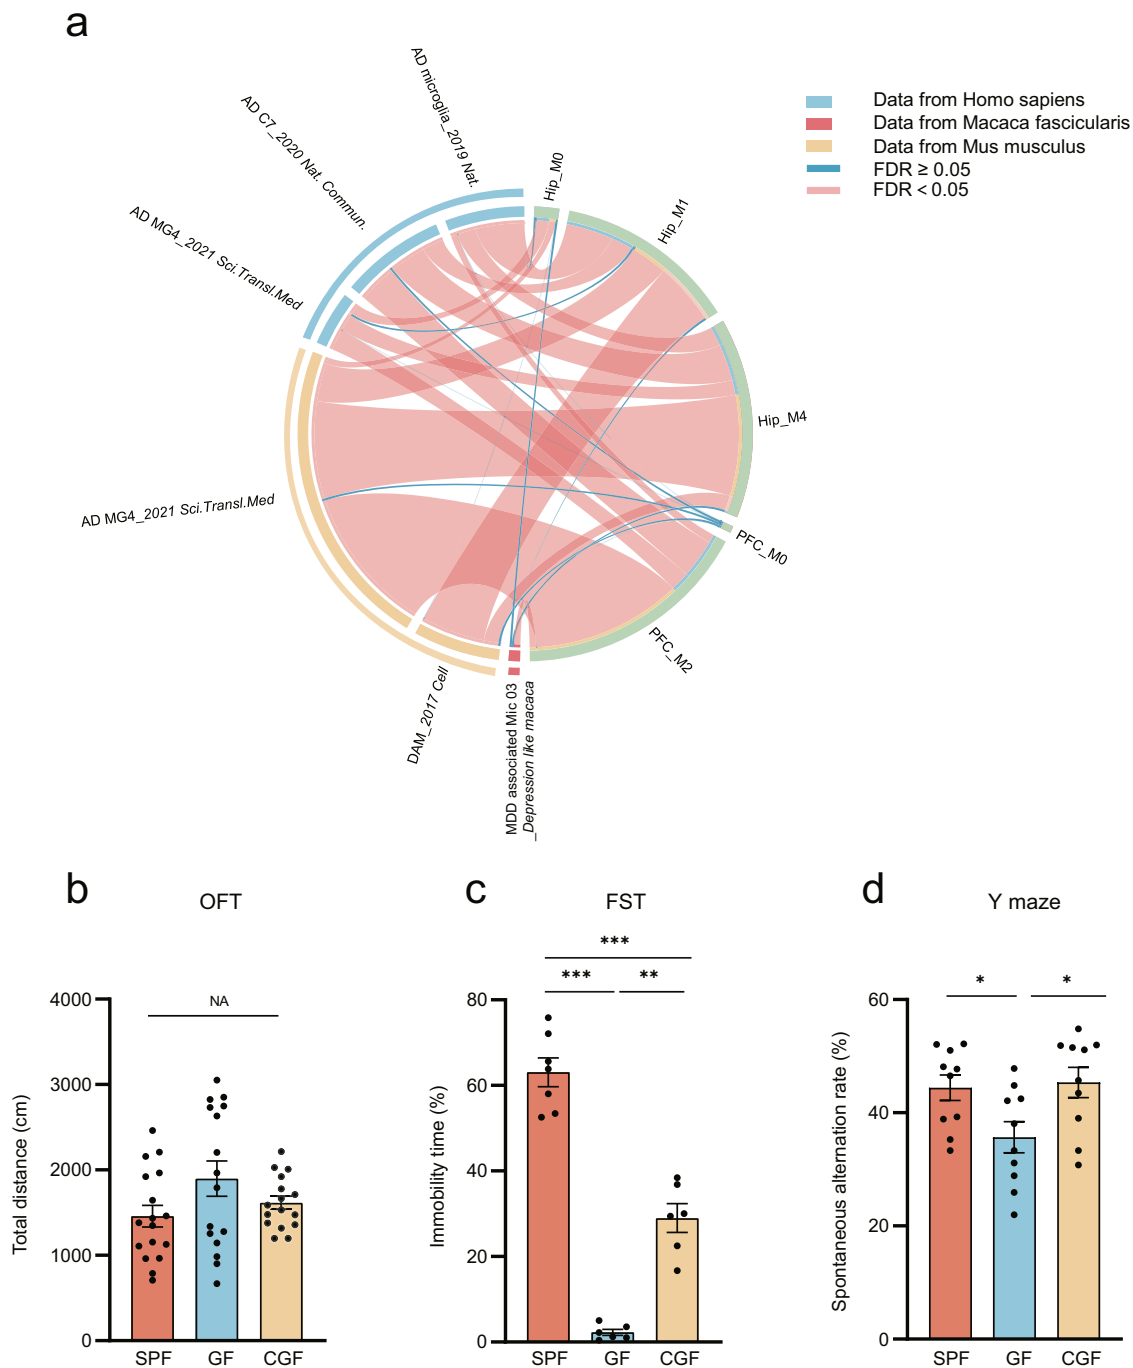 a
AD microglia_2019 Nat.
AD C7_2020 Nat. Commun.
AD MG4_2021 Sci.Transl.Med
AD MG4_2021 Sci.Transl.Med
DAM_2017 Cell
MDD associated Mic 03
_Depression like macaca
Hip_M0
Hip_M1
Hip_M4
PFC_M0
PFC_M2
Data from Homo sapiens
Data from Macaca fascicularis
Data from Mus musculus
FDR ≥ 0.05
FDR < 0.05
b
OFT
NA
Total distance (cm)
4000
3000
2000
1000
0
SPF GF CGF
c
FST
***
*** **
Immobility time (%)
80
60
40
20
0
SPF GF CGF
d
Y maze
* *
Spontaneous alternation rate (%)
60
40
20
0
SPF GF CGF